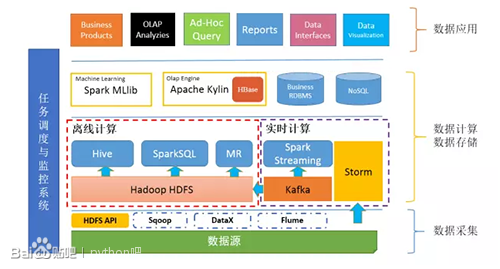 Business
Products
OLAP
Analyzies
Ad-Hoc
Query
Reports
Data
Interfaces
Data
Visualization
数据应用
任务调度与监控系统
Machine Learning
Spark MLlib
Olap Engine
Apache Kylin
HBase
Business
RDBMS
NoSQL
数据计算
数据存储
离线计算
实时计算
Hive
SparkSQL
MR
Spark
Streaming
Storm
Hadoop HDFS
Kafka
HDFS API
Sqoop
DataX
Flume
数据采集
数据源
Bai 贴吧 | python吧